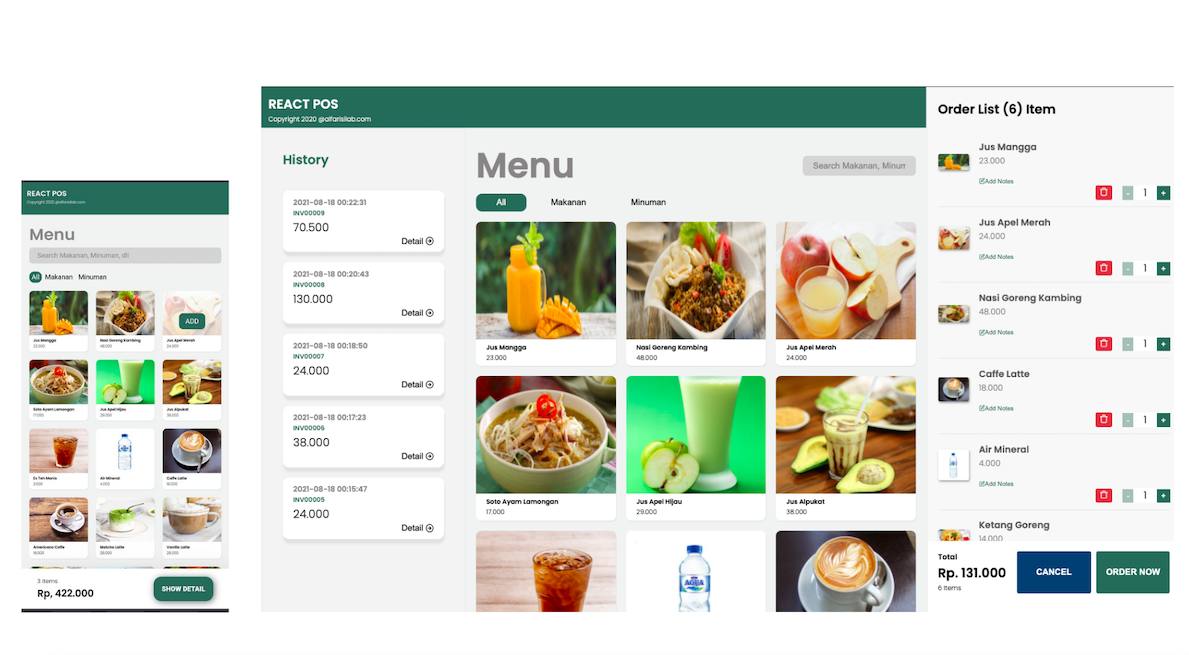 REACT POS
Copyright 2020 @alfarisilab.com
Menu
Search Makanan, Minuman, dll
All Makanan Minuman
ADD
Jus Mangga
23.000
Nasi Goreng Kambing
48.000
Jus Apel Merah
24.000
Soto Ayam Lamongan
17.000
Jus Apel Hijau
29.000
Jus Alpukat
38.000
Es Teh Manis
Air Mineral
4.000
Caffe Latte
18.000
Americano Caffe
Matcha Latte
Vanilla Latte
3 items
Rp, 422.000
SHOW DETAIL
REACT POS
Copyright 2020 @alfarisilab.com
History
2021-08-18 00:22:31
INV00009
70.500
Detail
2021-08-18 00:20:43
INV00008
130.000
Detail
2021-08-18 00:18:50
INV00007
24.000
Detail
2021-08-18 00:17:23
INV00006
38.000
Detail
2021-08-18 00:15:47
INV00005
24.000
Detail
Menu
Search Makanan, Minum
All Makanan Minuman
Jus Mangga
23.000
Nasi Goreng Kambing
48.000
Jus Apel Merah
24.000
Soto Ayam Lamongan
17.000
Jus Apel Hijau
29.000
Jus Alpukat
38.000
AQUA
Order List (6) Item
Jus Mangga
23.000
Add Notes
- 1 +
Jus Apel Merah
24.000
Add Notes
- 1 +
Nasi Goreng Kambing
48.000
Add Notes
- 1 +
Caffe Latte
18.000
Add Notes
- 1 +
Air Mineral
4.000
Add Notes
- 1 +
Ketang Goreng
14.000
Total
Rp. 131.000
6 Items
CANCEL
ORDER NOW